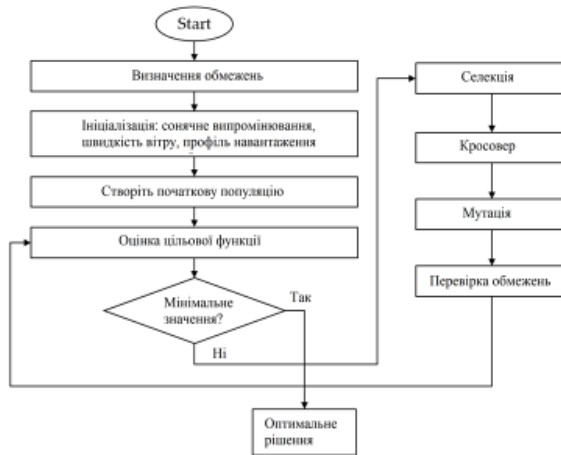 Start
Визначення обмежень
Ініціалізація: сонячне випромінювання,
швидкість вітру, профіль навантаження
Створіть початкову популяцію
Оцінка цільової функції
Мінімальне
значення?
Так
Ні
Оптимальне
рішення
Селекція
Кросовер
Мутація
Перевірка обмежень